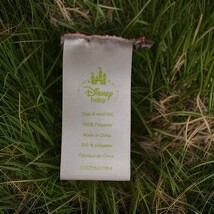 Disney
baby
100% Polyester
Made in China
100 % polyester
Fabriqué en Chine